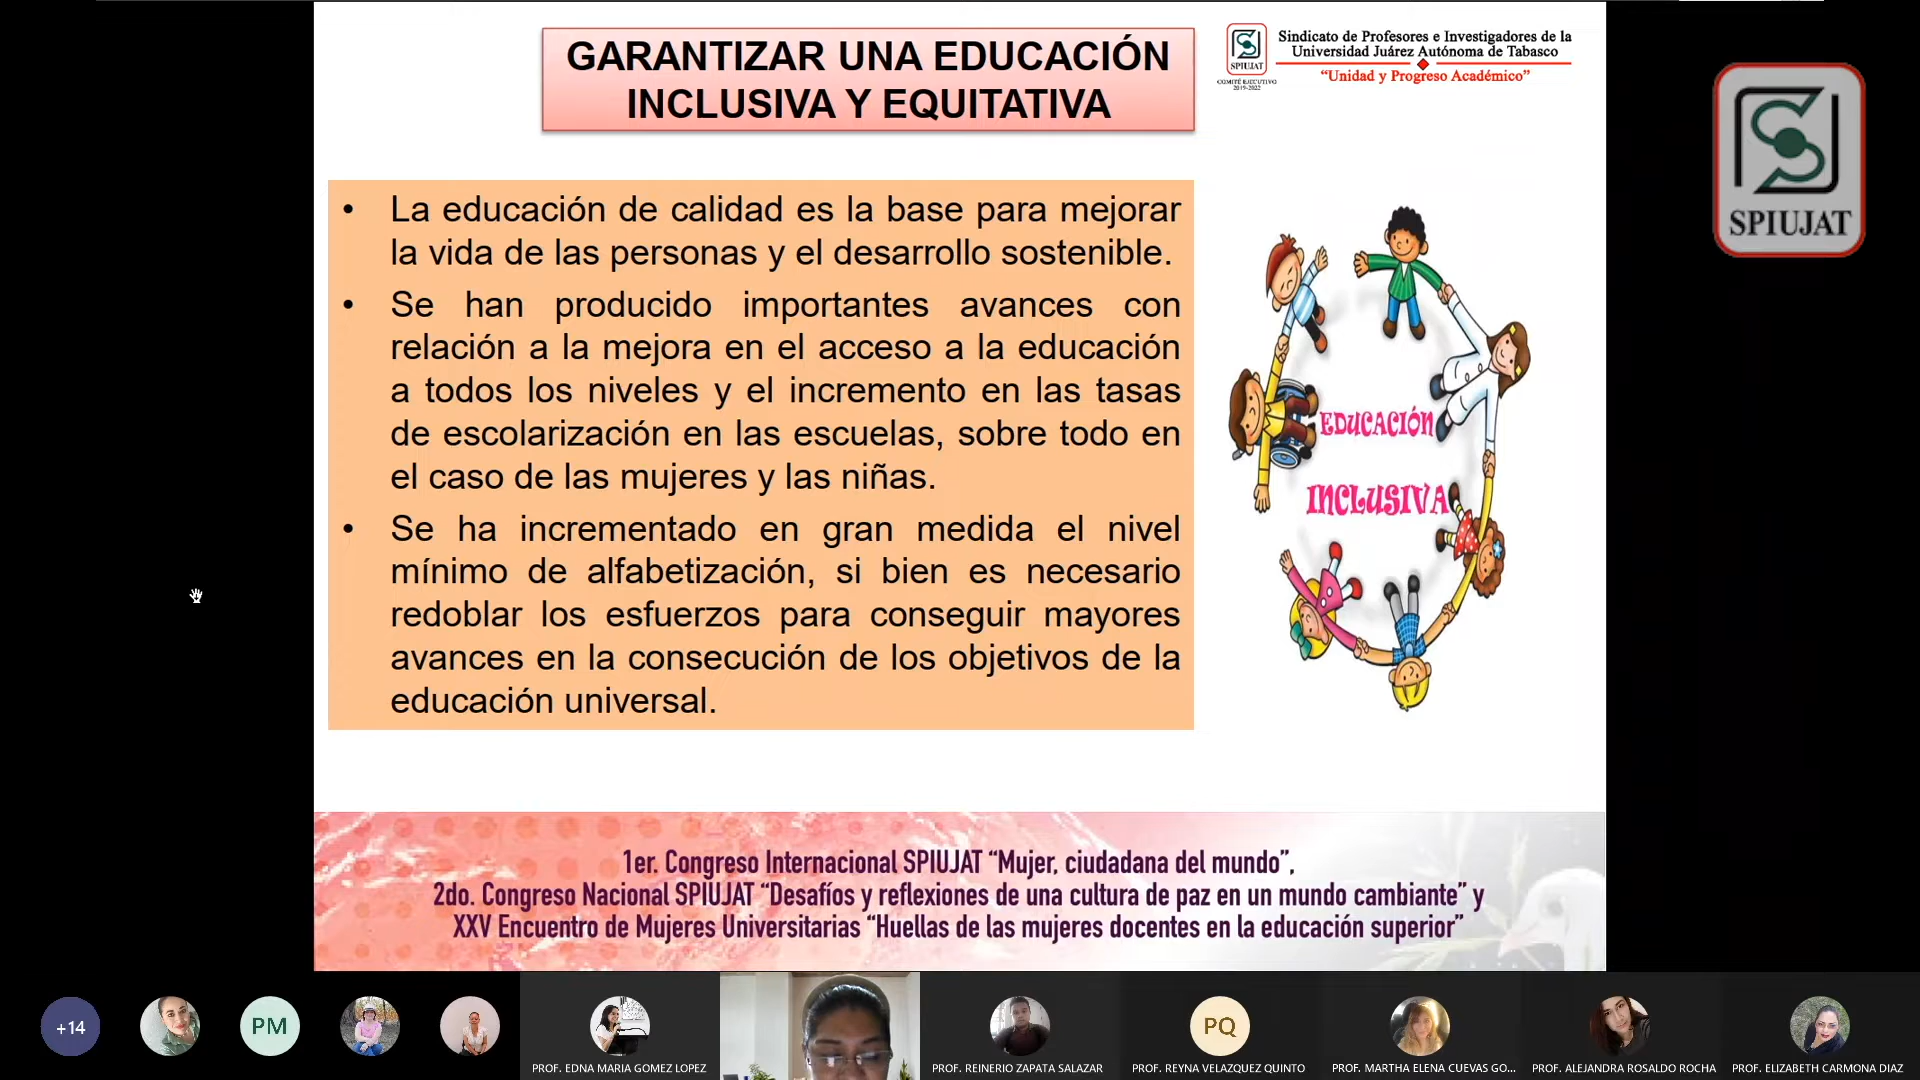 GARANTIZAR UNA EDUCACIÓN
INCLUSIVA Y EQUITATIVA
SPIUJAT
COMITÉ EJECUTIVO
2019-2022
Sindicato de Profesores e Investigadores de la
Universidad Juárez Autónoma de Tabasco
“Unidad y Progreso Académico”
SPIUJAT
• La educación de calidad es la base para mejorar
la vida de las personas y el desarrollo sostenible.
• Se han producido importantes avances con
relación a la mejora en el acceso a la educación
a todos los niveles y el incremento en las tasas
de escolarización en las escuelas, sobre todo en
el caso de las mujeres y las niñas.
• Se ha incrementado en gran medida el nivel
mínimo de alfabetización, si bien es necesario
redoblar los esfuerzos para conseguir mayores
avances en la consecución de los objetivos de la
educación universal.
EDUCACIÓN
INCLUSIVA
1er. Congreso Internacional SPIUJAT “Mujer, ciudadana del mundo”,
2do. Congreso Nacional SPIUJAT “Desafíos y reflexiones de una cultura de paz en un mundo cambiante” y
XXV Encuentro de Mujeres Universitarias “Huellas de las mujeres docentes en la educación superior”
+14
PM
PQ
PROF. EDNA MARIA GOMEZ LOPEZ
PROF. REINERIO ZAPATA SALAZAR
PROF. REYNA VELAZQUEZ QUINTO
PROF. MARTHA ELENA CUEVAS GO...
PROF. ALEJANDRA ROSALDO ROCHA
PROF. ELIZABETH CARMONA DIAZ